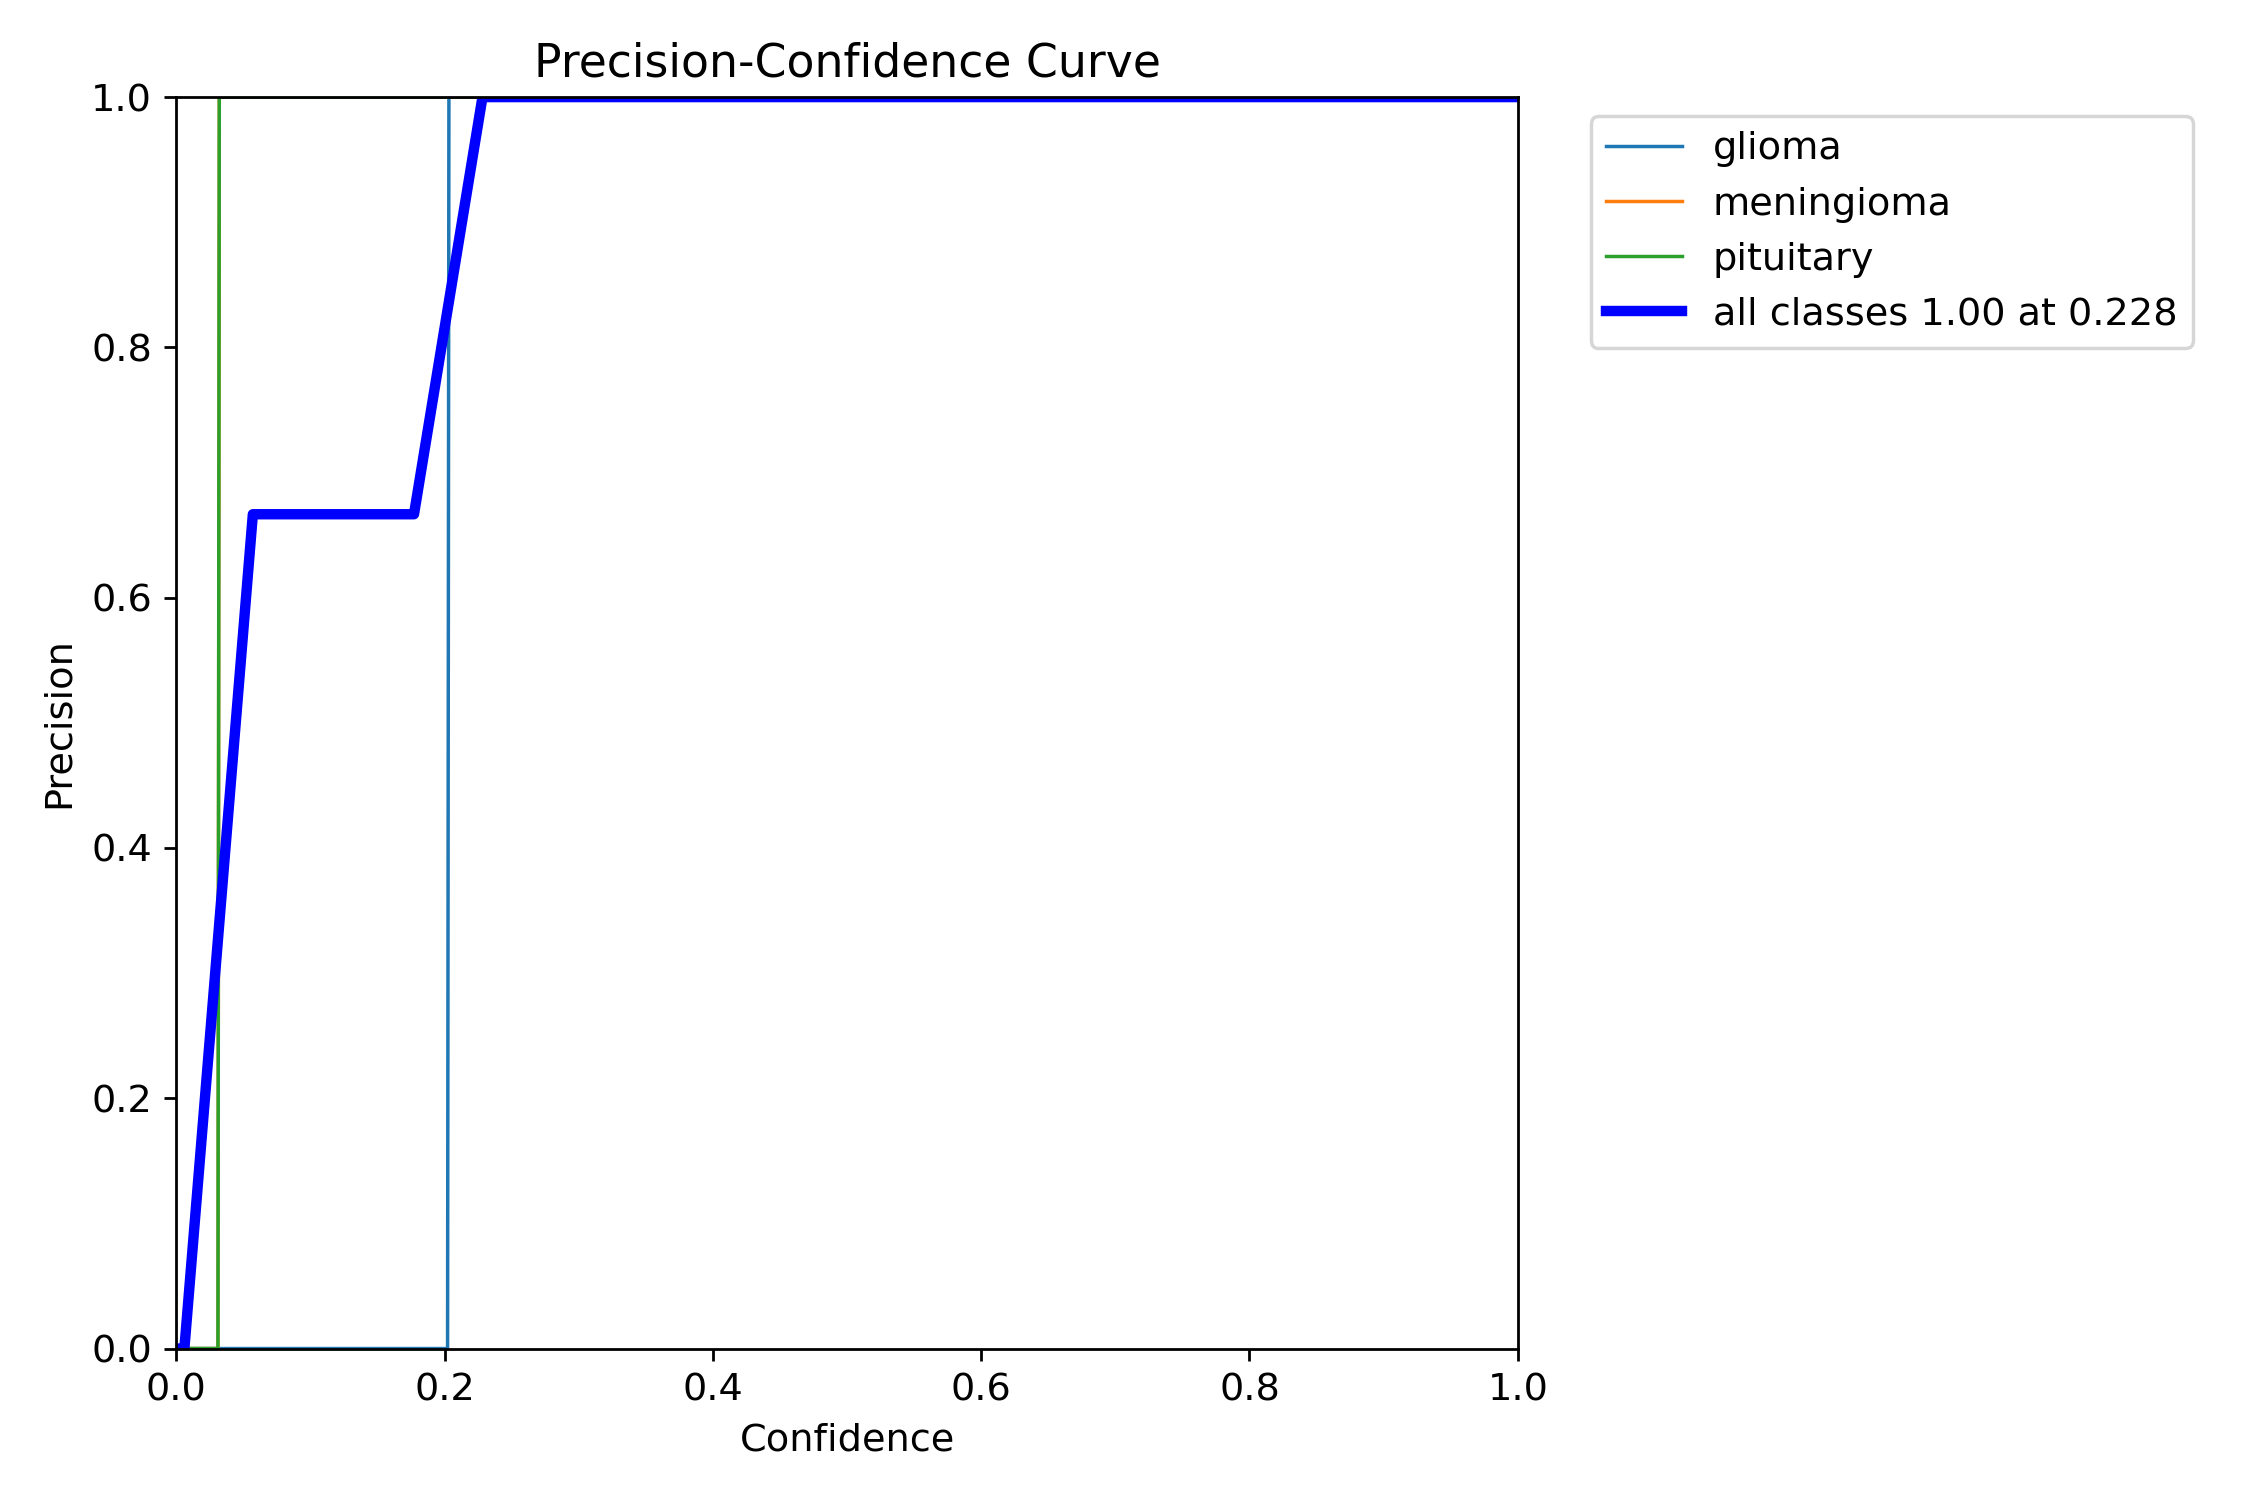 Precision-Confidence Curve
1.0
0.8
0.6
0.4
0.2
0.0
Precision
0.0 0.2 0.4 0.6 0.8 1.0
Confidence
glioma
meningioma
pituitary
all classes 1.00 at 0.228